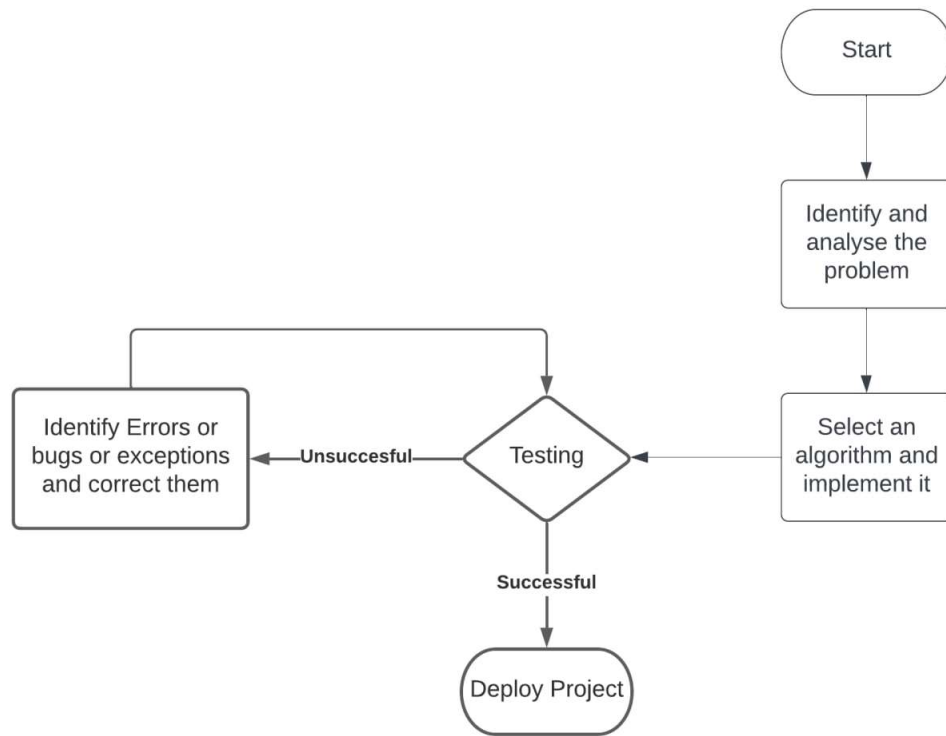 Start
Identify and
analyse the
problem
Select an
algorithm and
implement it
Testing
Unsuccesful
Identify Errors or
bugs or exceptions
and correct them
Successful
Deploy Project